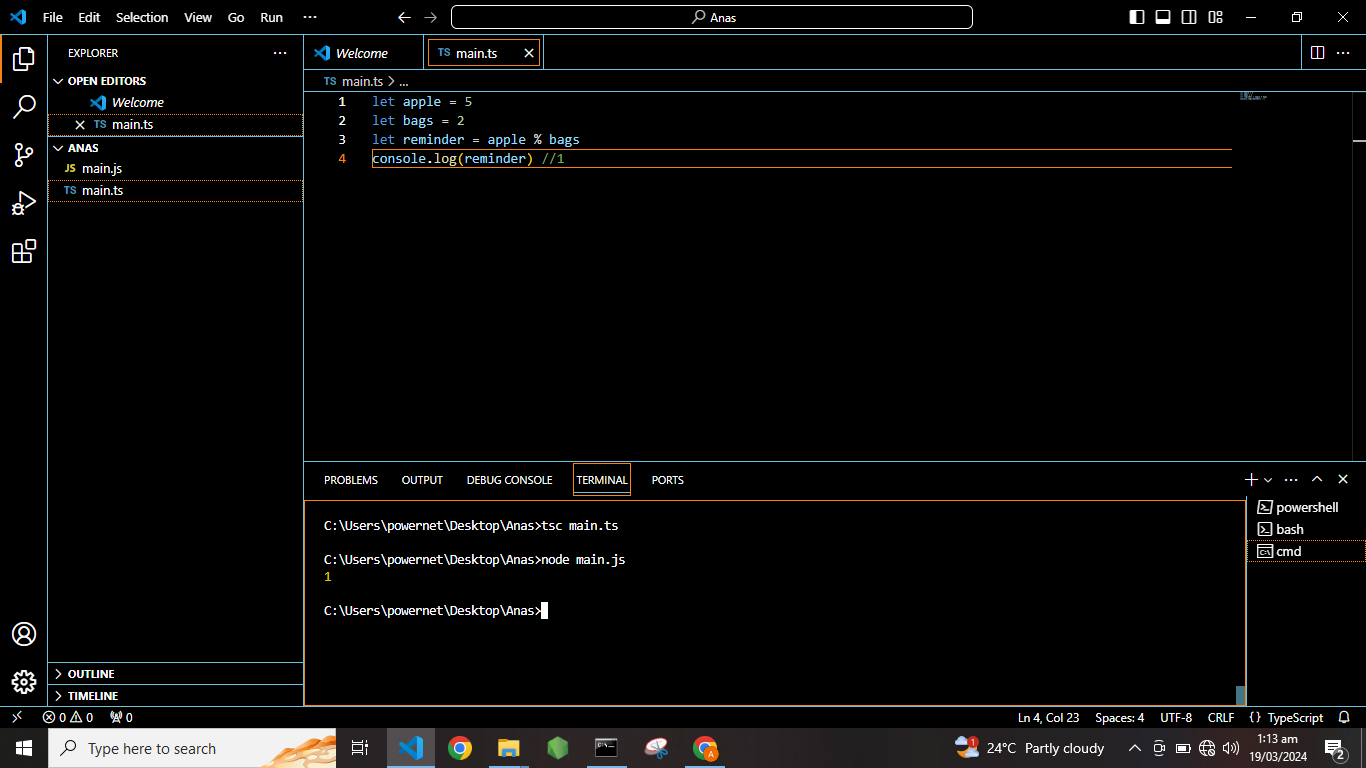 File Edit Selection View Go Run ···
Anas
EXPLORER
Welcome
TS main.ts
OPEN EDITORS
Welcome
TS main.ts
ANAS
JS main.js
TS main.ts
TS main.ts > ...
1 let apple = 5
2 let bags = 2
3 let reminder = apple % bags
4 console.log(reminder) //1
PROBLEMS OUTPUT DEBUG CONSOLE TERMINAL PORTS
C:\Users\powernet\Desktop\Anas>tsc main.ts
C:\Users\powernet\Desktop\Anas>node main.js
1
C:\Users\powernet\Desktop\Anas>
powershell
bash
cmd
OUTLINE
TIMELINE
0 0 0
Ln 4, Col 23 Spaces: 4 UTF-8 CRLF {} TypeScript
Type here to search
A
1
24°C Partly cloudy
1:13 am
19/03/2024
2